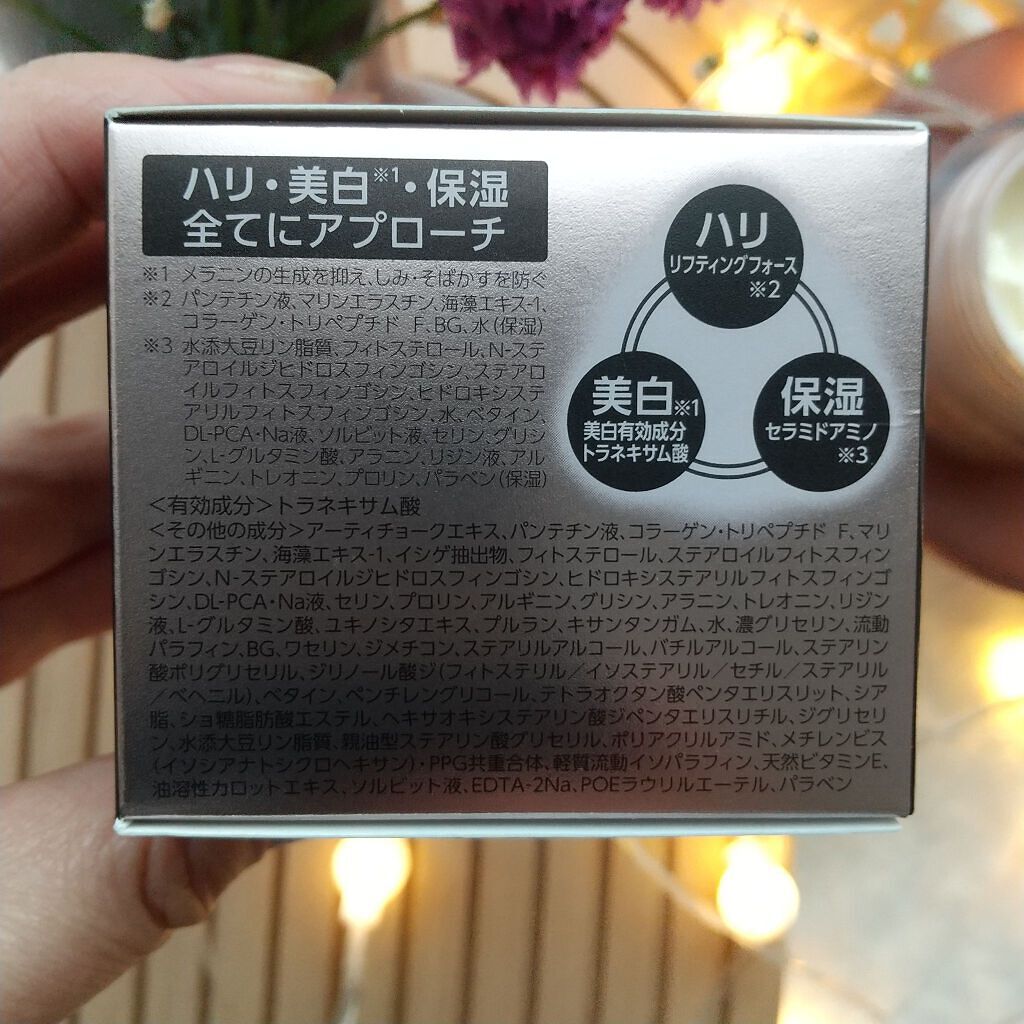 ハリ・美白※1・保湿
全てにアプローチ
※1 メラニンの生成を抑え、しみ・そばかすを防ぐ
※2 パンテチン液、マリンエラスチン、海藻エキス-1、
コラーゲン・トリペプチド F、BG、水（保湿）
※3 水添大豆リン脂質、フィトステロール、N-ステ
アロイルジヒドロスフィンゴシン、ステアロ
イルフィトスフィンゴシン、ヒドロキシステ
アリルフィトスフィンゴシン、水、ベタイン、
DL-PCA・Na液、ソルビット液、セリン、グリシ
ン、L-グルタミン酸、アラニン、リジン液、アル
ギニン、トレオニン、プロリン、パラベン（保湿）
ハリ
リフティングフォース
※2
美白※1
美白有効成分
トラネキサム酸
保湿
セラミドアミノ
※3
＜有効成分＞トラネキサム酸
＜その他の成分＞アーティチョークエキス、パンテチン液、コラーゲン・トリペプチド F、マリ
ンエラスチン、海藻エキス-1、イシゲ抽出物、フィトステロール、ステアロイルフィトスフィン
ゴシン、N-ステアロイルジヒドロスフィンゴシン、ヒドロキシステアリルフィトスフィンゴ
シン、DL-PCA・Na液、セリン、プロリン、アルギニン、グリシン、アラニン、トレオニン、リジン
液、L-グルタミン酸、ユキノシタエキス、プルラン、キサンタンガム、水、濃グリセリン、流動
パラフィン、BG、ワセリン、ジメチコン、ステアリルアルコール、バチルアルコール、ステアリン
酸ポリグリセリル、ジリノール酸ジ（フィトステリル／イソステアリル／セチル／ステアリル
／ベヘニル）、ベタイン、ペンチレングリコール、テトラオクタン酸ペンタエリスリット、シア
脂、ショ糖脂肪酸エステル、ヘキサオキシステアリン酸ジペンタエリスリチル、ジグリセリ
ン、水添大豆リン脂質、親油型ステアリン酸グリセリル、ポリアクリルアミド、メチレンビス
（イソシアナトシクロヘキサン）・PPG共重合体、軽質流動イソパラフィン、天然ビタミンE、
油溶性カロットエキス、ソルビット液、EDTA-2Na、POEラウリルエーテル、パラベン